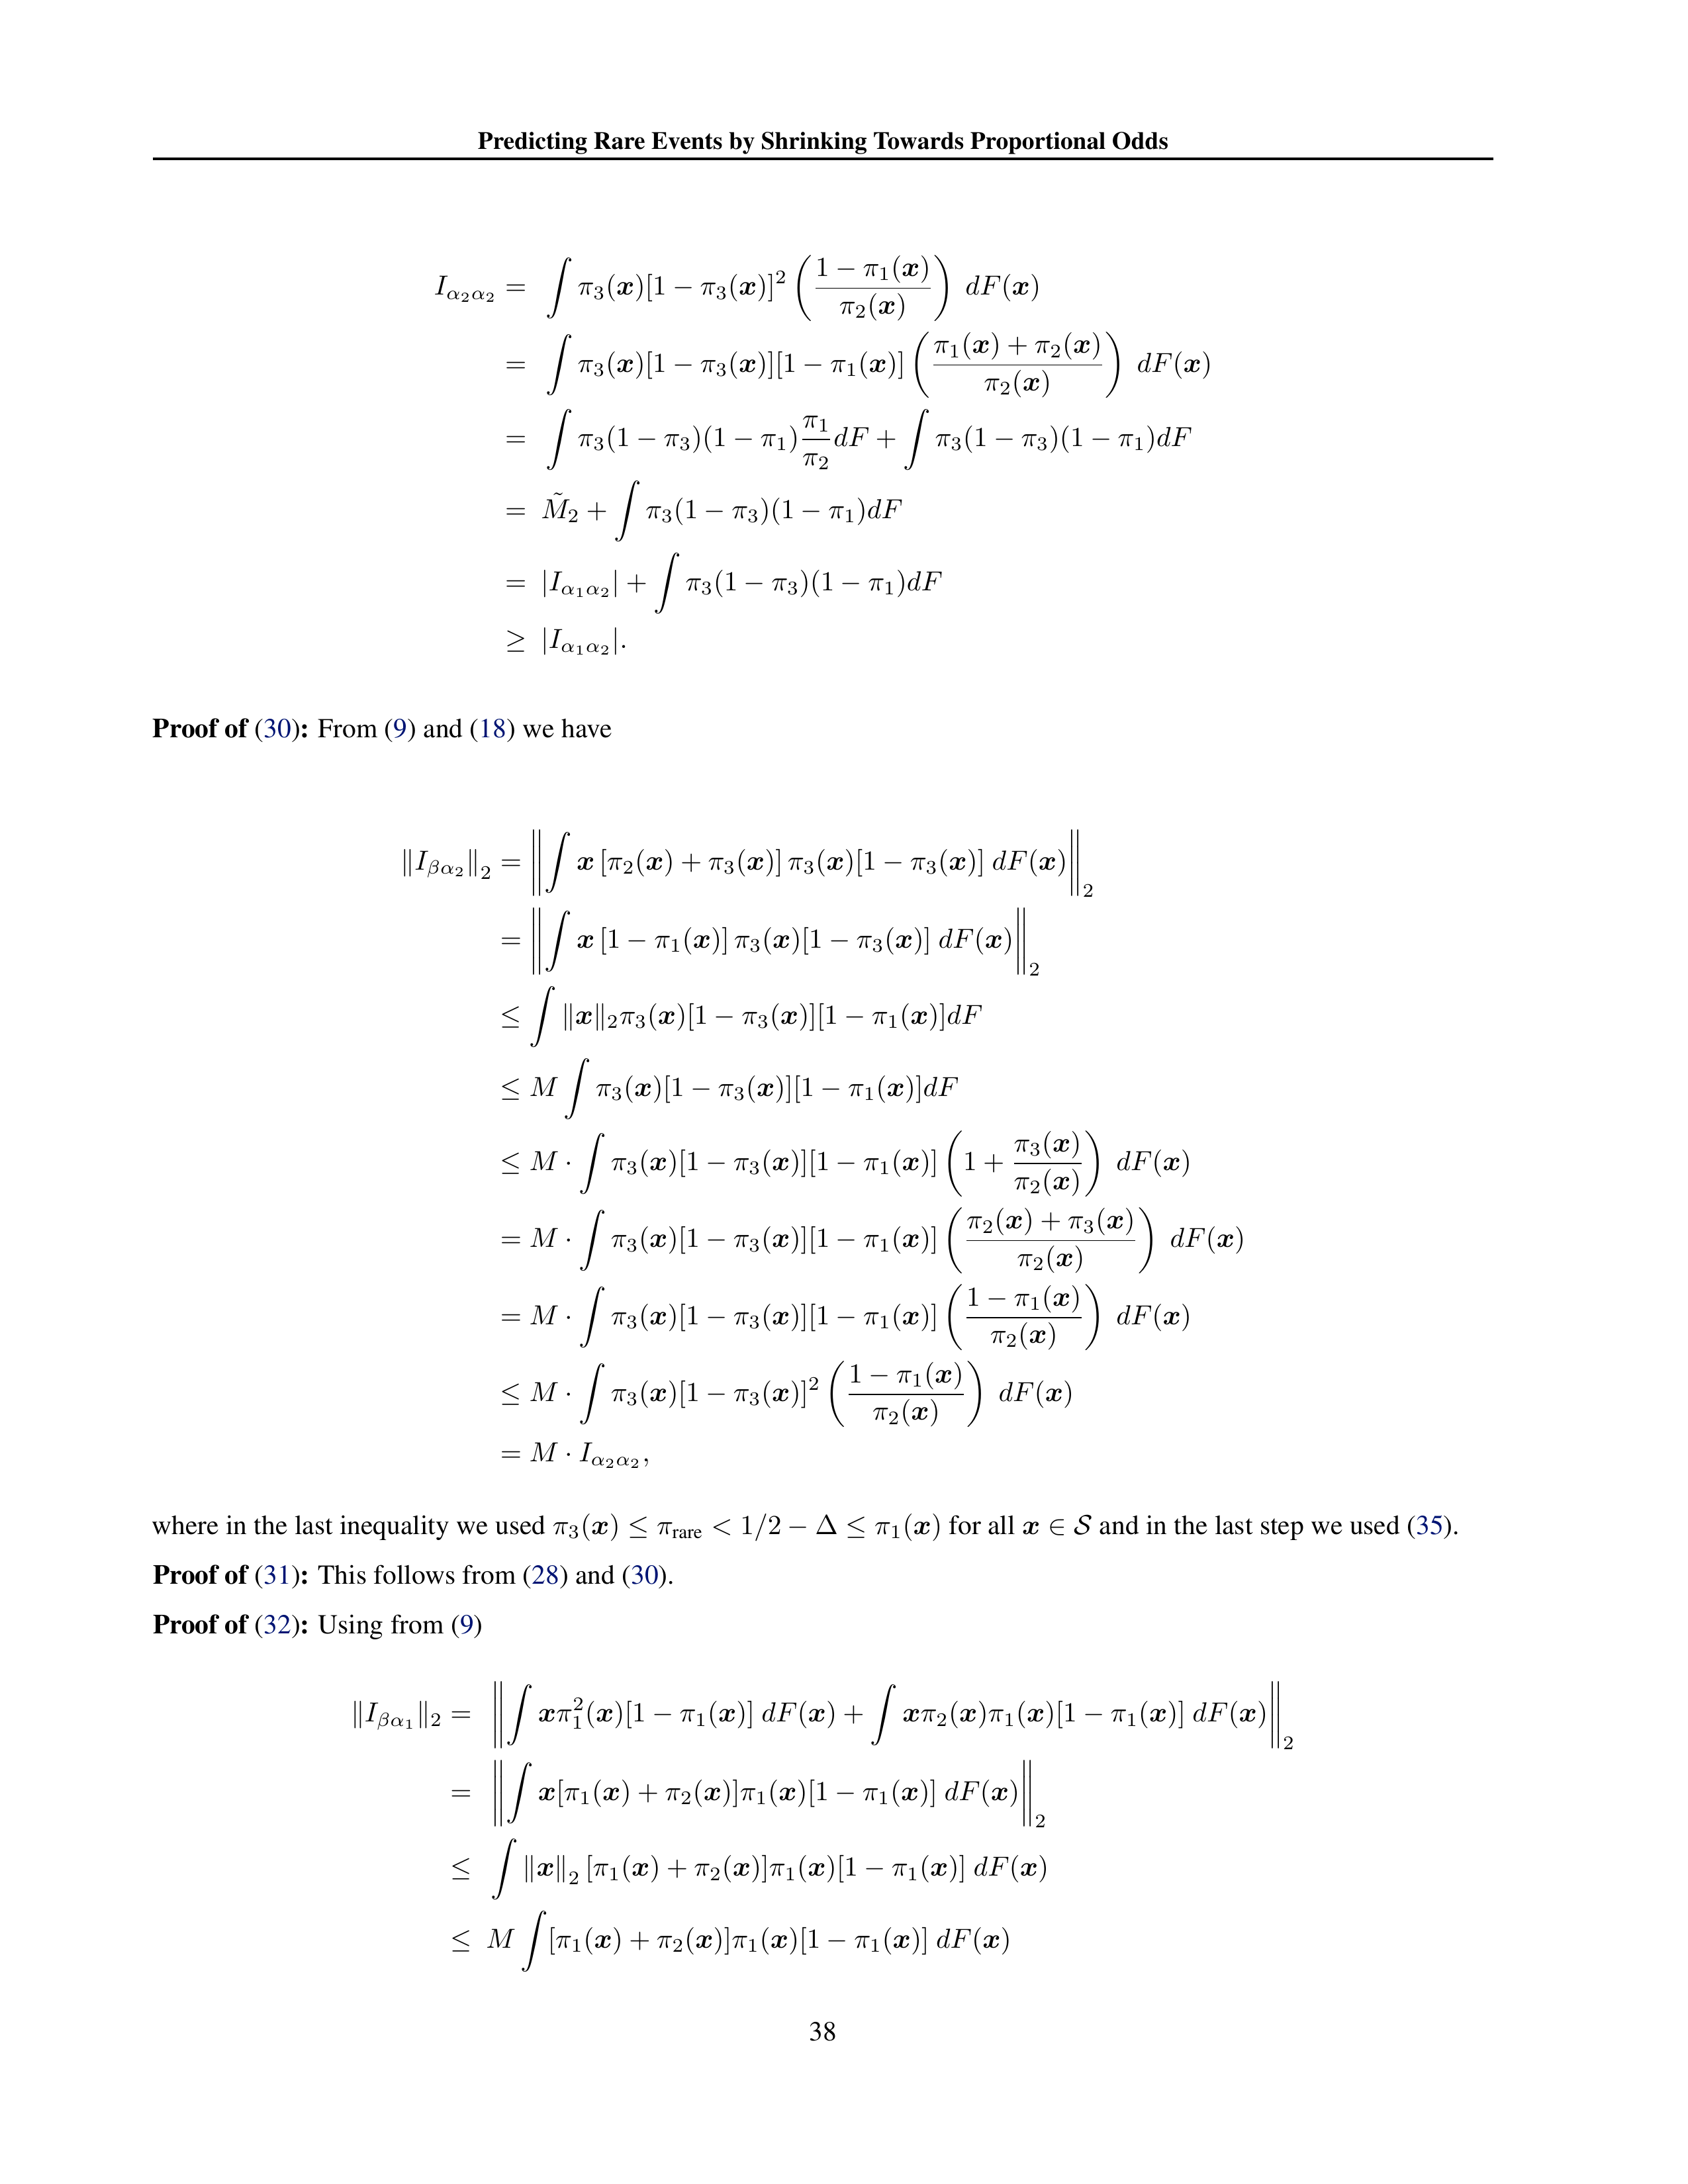 Predicting Rare Events by Shrinking Towards Proportional Odds
$I_{\alpha_2\alpha_2} = \int \pi_3(\boldsymbol{x})[1 - \pi_3(\boldsymbol{x})]^2 \left( \frac{1 - \pi_1(\boldsymbol{x})}{\pi_2(\boldsymbol{x})} \right) dF(\boldsymbol{x})$
$= \int \pi_3(\boldsymbol{x})[1 - \pi_3(\boldsymbol{x})][1 - \pi_1(\boldsymbol{x})] \left( \frac{\pi_1(\boldsymbol{x}) + \pi_2(\boldsymbol{x})}{\pi_2(\boldsymbol{x})} \right) dF(\boldsymbol{x})$
$= \int \pi_3(1 - \pi_3)(1 - \pi_1) \frac{\pi_1}{\pi_2} dF + \int \pi_3(1 - \pi_3)(1 - \pi_1) dF$
$= \tilde{M}_2 + \int \pi_3(1 - \pi_3)(1 - \pi_1) dF$
$= |I_{\alpha_1\alpha_2}| + \int \pi_3(1 - \pi_3)(1 - \pi_1) dF$
$\geq |I_{\alpha_1\alpha_2}|.$
Proof of (30): From (9) and (18) we have
$\|I_{\beta\alpha_2}\|_2 = \left\| \int \boldsymbol{x} [\pi_2(\boldsymbol{x}) + \pi_3(\boldsymbol{x})] \pi_3(\boldsymbol{x})[1 - \pi_3(\boldsymbol{x})] dF(\boldsymbol{x}) \right\|_2$
$= \left\| \int \boldsymbol{x} [1 - \pi_1(\boldsymbol{x})] \pi_3(\boldsymbol{x})[1 - \pi_3(\boldsymbol{x})] dF(\boldsymbol{x}) \right\|_2$
$\leq \int \|\boldsymbol{x}\|_2 \pi_3(\boldsymbol{x})[1 - \pi_3(\boldsymbol{x})][1 - \pi_1(\boldsymbol{x})] dF$
$\leq M \int \pi_3(\boldsymbol{x})[1 - \pi_3(\boldsymbol{x})][1 - \pi_1(\boldsymbol{x})] dF$
$\leq M \cdot \int \pi_3(\boldsymbol{x})[1 - \pi_3(\boldsymbol{x})][1 - \pi_1(\boldsymbol{x})] \left( 1 + \frac{\pi_3(\boldsymbol{x})}{\pi_2(\boldsymbol{x})} \right) dF(\boldsymbol{x})$
$= M \cdot \int \pi_3(\boldsymbol{x})[1 - \pi_3(\boldsymbol{x})][1 - \pi_1(\boldsymbol{x})] \left( \frac{\pi_2(\boldsymbol{x}) + \pi_3(\boldsymbol{x})}{\pi_2(\boldsymbol{x})} \right) dF(\boldsymbol{x})$
$= M \cdot \int \pi_3(\boldsymbol{x})[1 - \pi_3(\boldsymbol{x})][1 - \pi_1(\boldsymbol{x})] \left( \frac{1 - \pi_1(\boldsymbol{x})}{\pi_2(\boldsymbol{x})} \right) dF(\boldsymbol{x})$
$\leq M \cdot \int \pi_3(\boldsymbol{x})[1 - \pi_3(\boldsymbol{x})]^2 \left( \frac{1 - \pi_1(\boldsymbol{x})}{\pi_2(\boldsymbol{x})} \right) dF(\boldsymbol{x})$
$= M \cdot I_{\alpha_2\alpha_2},$
where in the last inequality we used $\pi_3(\boldsymbol{x}) \leq \pi_{\text{rare}} < 1/2 - \Delta \leq \pi_1(\boldsymbol{x})$ for all $\boldsymbol{x} \in \mathcal{S}$ and in the last step we used (35).
Proof of (31): This follows from (28) and (30).
Proof of (32): Using from (9)
$\|I_{\beta\alpha_1}\|_2 = \left\| \int \boldsymbol{x} \pi_1^2(\boldsymbol{x})[1 - \pi_1(\boldsymbol{x})] dF(\boldsymbol{x}) + \int \boldsymbol{x} \pi_2(\boldsymbol{x}) \pi_1(\boldsymbol{x})[1 - \pi_1(\boldsymbol{x})] dF(\boldsymbol{x}) \right\|_2$
$= \left\| \int \boldsymbol{x} [\pi_1(\boldsymbol{x}) + \pi_2(\boldsymbol{x})] \pi_1(\boldsymbol{x})[1 - \pi_1(\boldsymbol{x})] dF(\boldsymbol{x}) \right\|_2$
$\leq \int \|\boldsymbol{x}\|_2 [\pi_1(\boldsymbol{x}) + \pi_2(\boldsymbol{x})] \pi_1(\boldsymbol{x})[1 - \pi_1(\boldsymbol{x})] dF(\boldsymbol{x})$
$\leq M \int [\pi_1(\boldsymbol{x}) + \pi_2(\boldsymbol{x})] \pi_1(\boldsymbol{x})[1 - \pi_1(\boldsymbol{x})] dF(\boldsymbol{x})$
38